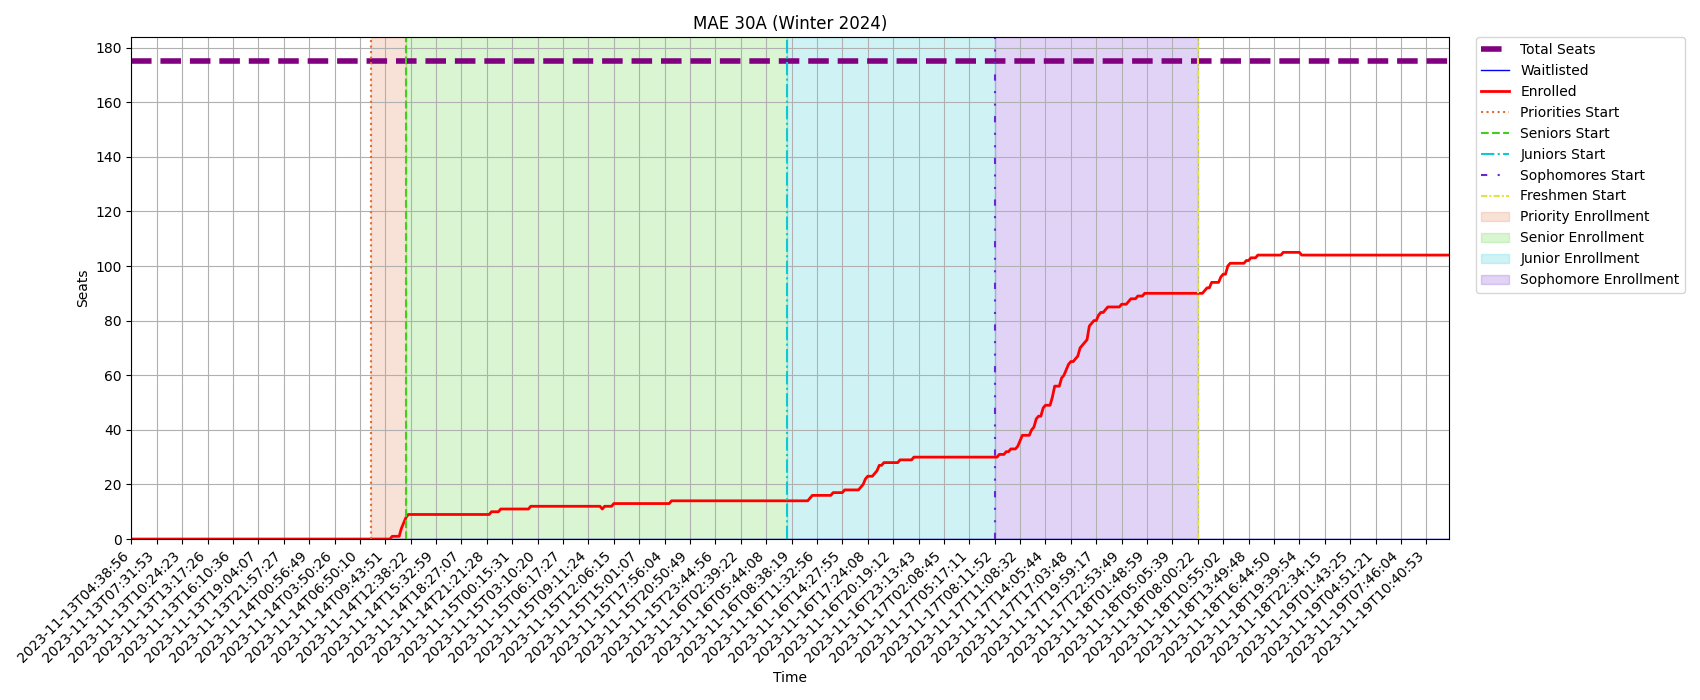 MAE 30A (Winter 2024)
Seats
180
160
140
120
100
80
60
40
20
0
2023-11-13T04:38:56
2023-11-13T07:31:53
2023-11-13T10:24:23
2023-11-13T13:17:26
2023-11-13T16:10:36
2023-11-13T19:04:07
2023-11-13T21:57:27
2023-11-14T00:56:49
2023-11-14T03:50:26
2023-11-14T06:50:10
2023-11-14T09:43:51
2023-11-14T12:38:22
2023-11-14T15:32:59
2023-11-14T18:27:07
2023-11-14T21:21:28
2023-11-15T00:15:31
2023-11-15T03:10:20
2023-11-15T06:17:27
2023-11-15T09:11:24
2023-11-15T12:06:15
2023-11-15T15:01:07
2023-11-15T17:56:04
2023-11-15T20:50:49
2023-11-15T23:44:56
2023-11-16T02:39:22
2023-11-16T05:44:08
2023-11-16T08:38:19
2023-11-16T11:32:56
2023-11-16T14:27:55
2023-11-16T17:24:08
2023-11-16T20:19:12
2023-11-16T23:13:43
2023-11-17T02:08:45
2023-11-17T05:17:11
2023-11-17T08:11:52
2023-11-17T11:08:32
2023-11-17T14:05:44
2023-11-17T17:03:48
2023-11-17T19:59:17
2023-11-17T22:53:49
2023-11-18T01:48:59
2023-11-18T05:05:39
2023-11-18T08:00:22
2023-11-18T10:55:02
2023-11-18T13:49:48
2023-11-18T16:44:50
2023-11-18T19:39:54
2023-11-18T22:34:15
2023-11-19T01:43:25
2023-11-19T04:51:21
2023-11-19T07:46:04
2023-11-19T10:40:53
Time
Total Seats
Waitlisted
Enrolled
Priorities Start
Seniors Start
Juniors Start
Sophomores Start
Freshmen Start
Priority Enrollment
Senior Enrollment
Junior Enrollment
Sophomore Enrollment